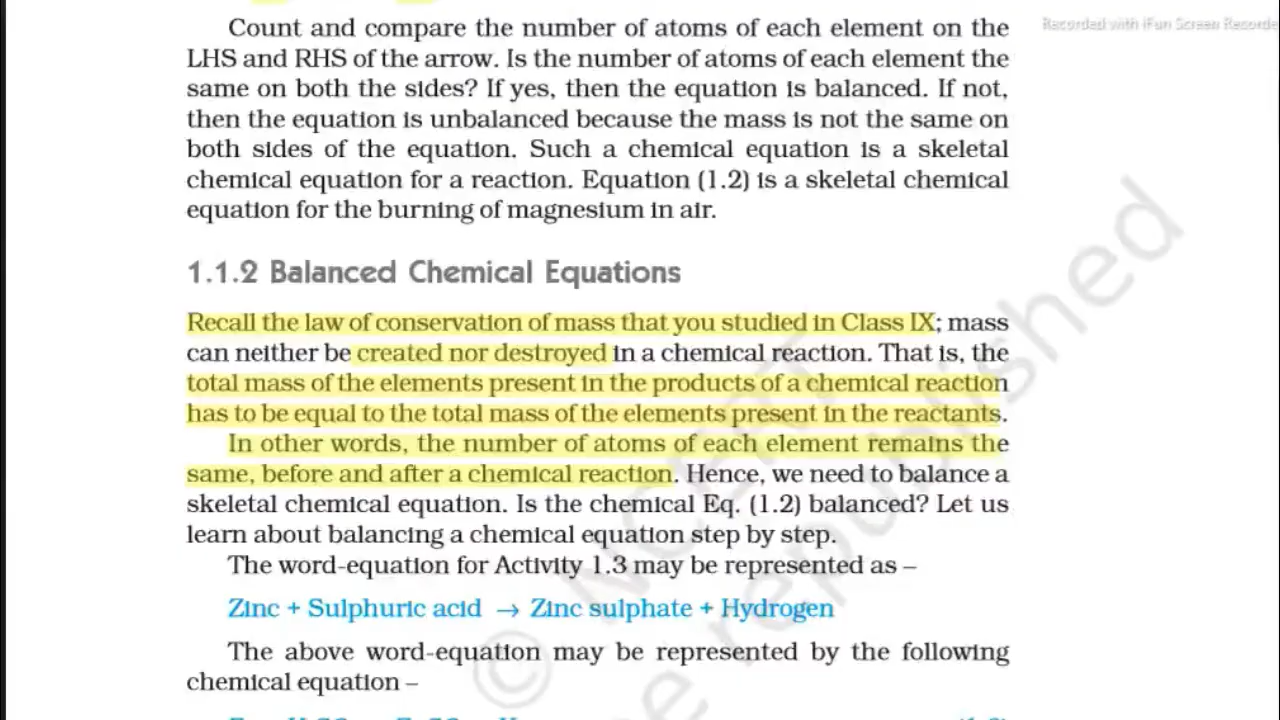 Count and compare the number of atoms of each element on the
Recorded with iFun Screen Recorde
LHS and RHS of the arrow. Is the number of atoms of each element the
same on both the sides? If yes, then the equation is balanced. If not,
then the equation is unbalanced because the mass is not the same on
both sides of the equation. Such a chemical equation is a skeletal
chemical equation for a reaction. Equation (1.2) is a skeletal chemical
equation for the burning of magnesium in air.
1.1.2 Balanced Chemical Equations
Recall the law of conservation of mass that you studied in Class IX; mass
can neither be created nor destroyed in a chemical reaction. That is, the
total mass of the elements present in the products of a chemical reaction
has to be equal to the total mass of the elements present in the reactants.
In other words, the number of atoms of each element remains the
same, before and after a chemical reaction. Hence, we need to balance a
skeletal chemical equation. Is the chemical Eq. (1.2) balanced? Let us
learn about balancing a chemical equation step by step.
The word-equation for Activity 1.3 may be represented as –
Zinc + Sulphuric acid → Zinc sulphate + Hydrogen
The above word-equation may be represented by the following
chemical equation –
© NCERT
be republished